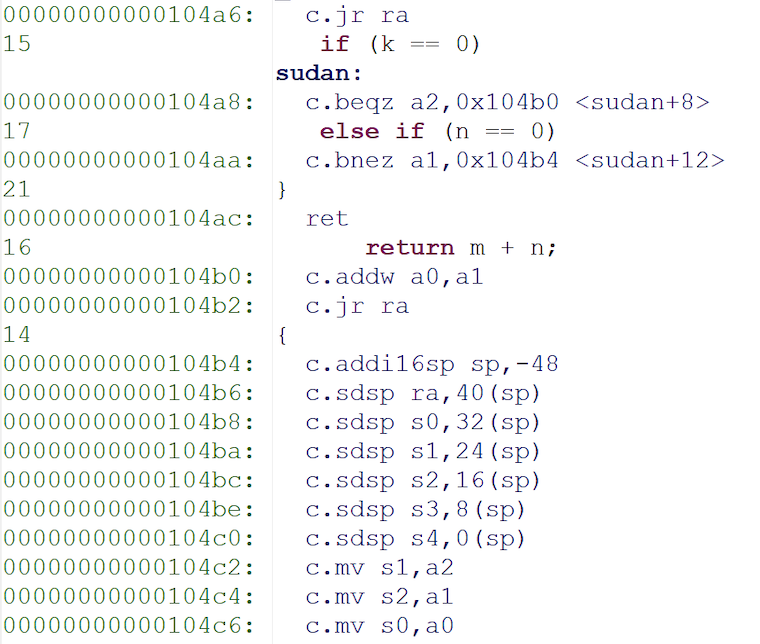 00000000000104a6: c.jr ra
15 if (k == 0)
sudan:
00000000000104a8: c.beqz a2,0x104b0 <sudan+8>
17 else if (n == 0)
00000000000104aa: c.bnez a1,0x104b4 <sudan+12>
21 }
00000000000104ac: ret
16 return m + n;
00000000000104b0: c.addw a0,a1
00000000000104b2: c.jr ra
14 {
00000000000104b4: c.addi16sp sp,-48
00000000000104b6: c.sdsp ra,40(sp)
00000000000104b8: c.sdsp s0,32(sp)
00000000000104ba: c.sdsp s1,24(sp)
00000000000104bc: c.sdsp s2,16(sp)
00000000000104be: c.sdsp s3,8(sp)
00000000000104c0: c.sdsp s4,0(sp)
00000000000104c2: c.mv s1,a2
00000000000104c4: c.mv s2,a1
00000000000104c6: c.mv s0,a0